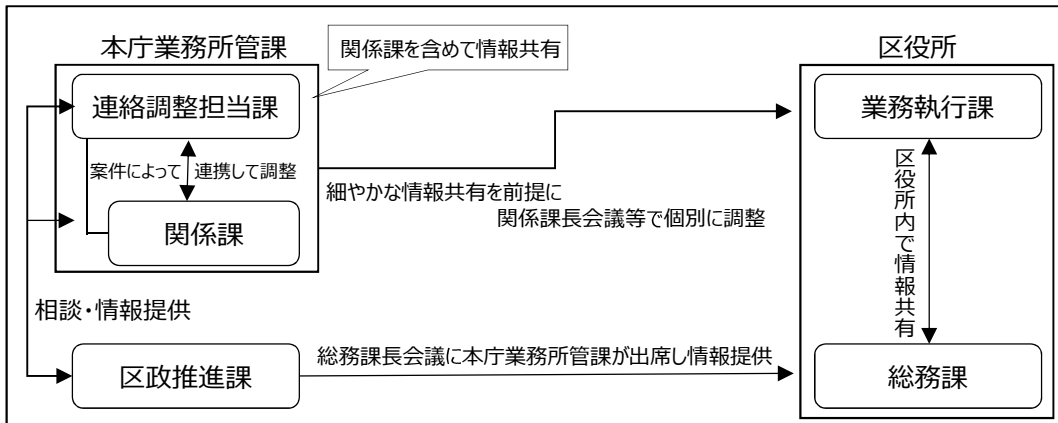 関係課を含めて情報共有
本庁業務所管課
連絡調整担当課
案件によって
連携して調整
関係課
細やかな情報共有を前提に
関係課長会議等で個別に調整
相談・情報提供
区政推進課
総務課長会議に本庁業務所管課が出席し情報提供
区役所
業務執行課
区役所内で情報共有
総務課